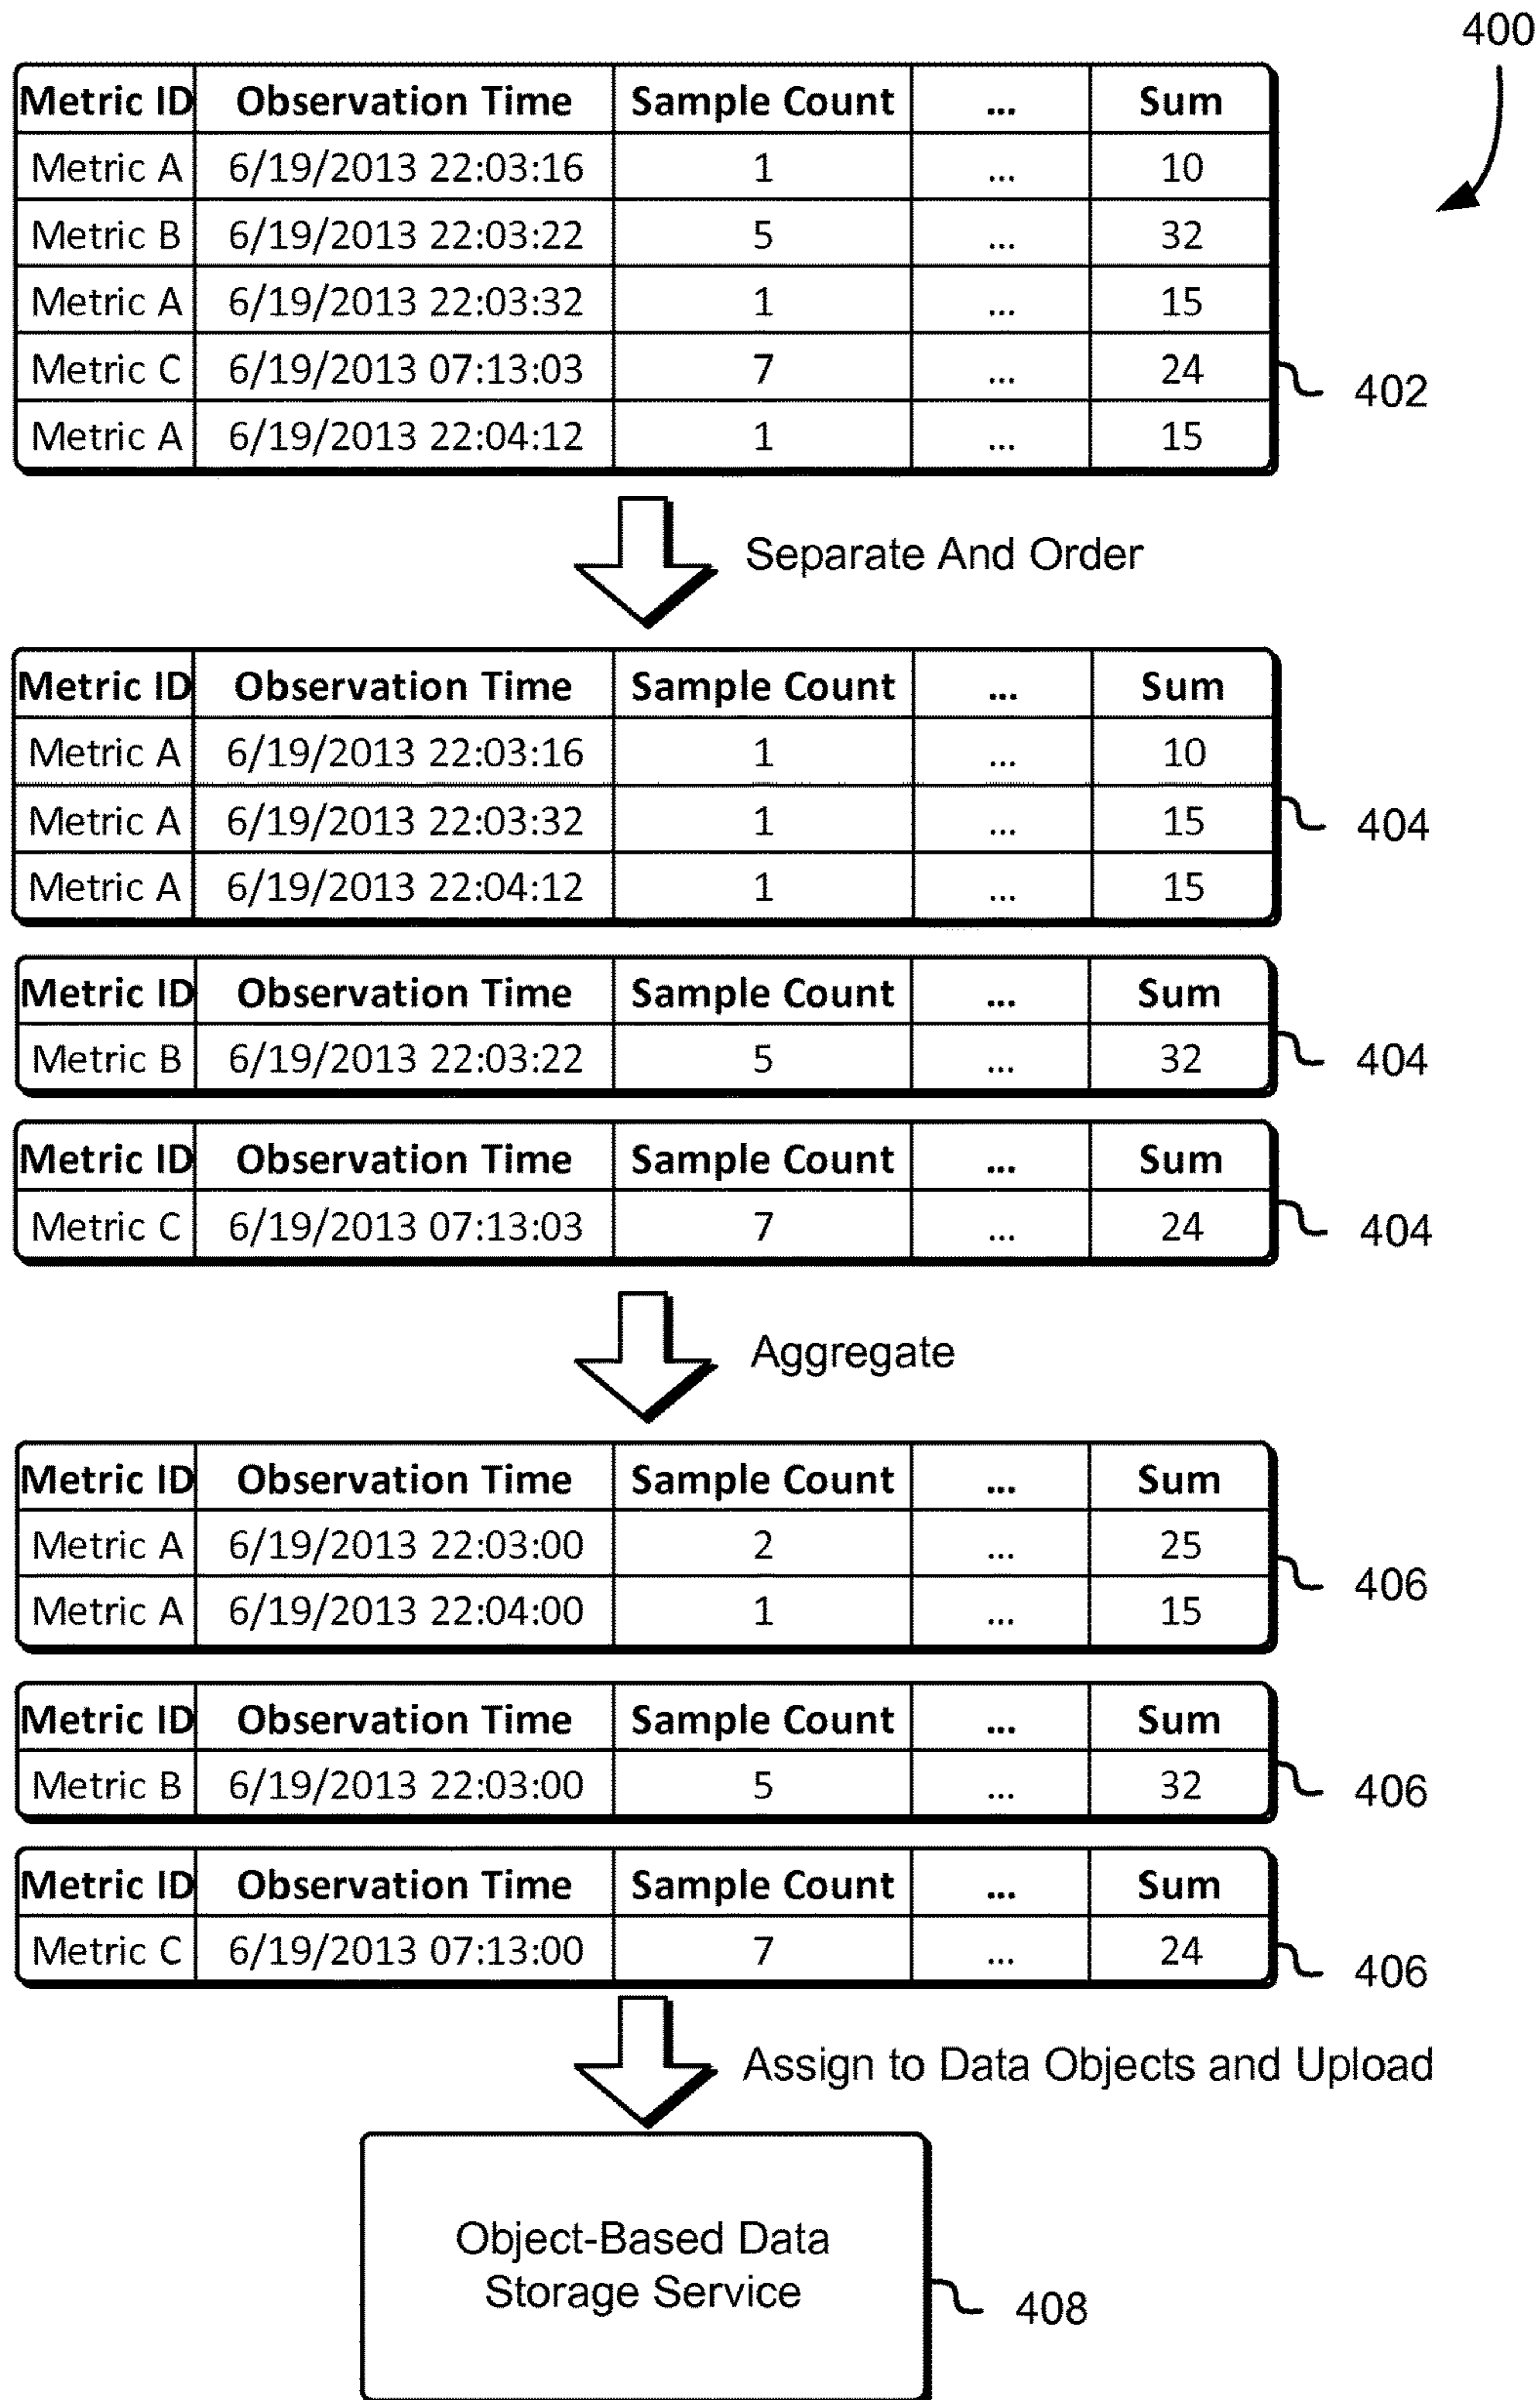 400
Metric ID Observation Time Sample Count ... Sum
Metric A 6/19/2013 22:03:16 1 ... 10
Metric B 6/19/2013 22:03:22 5 ... 32
Metric A 6/19/2013 22:03:32 1 ... 15
Metric C 6/19/2013 07:13:03 7 ... 24
402
Metric A 6/19/2013 22:04:12 1 ... 15
Separate And Order
Metric ID Observation Time Sample Count ... Sum
Metric A 6/19/2013 22:03:16 1 ... 10
Metric A 6/19/2013 22:03:32 1 ... 15
404
Metric A 6/19/2013 22:04:12 1 ... 15
Metric ID Observation Time Sample Count ... Sum
Metric B 6/19/2013 22:03:22 5 ... 32
404
Metric ID Observation Time Sample Count ... Sum
Metric C 6/19/2013 07:13:03 7 ... 24
404
Aggregate
Metric ID Observation Time Sample Count ... Sum
Metric A 6/19/2013 22:03:00 2 ... 25
406
Metric A 6/19/2013 22:04:00 1 ... 15
Metric ID Observation Time Sample Count ... Sum
Metric B 6/19/2013 22:03:00 5 ... 32
406
Metric ID Observation Time Sample Count ... Sum
Metric C 6/19/2013 07:13:00 7 ... 24
406
Assign to Data Objects and Upload
Object-Based Data
Storage Service
408